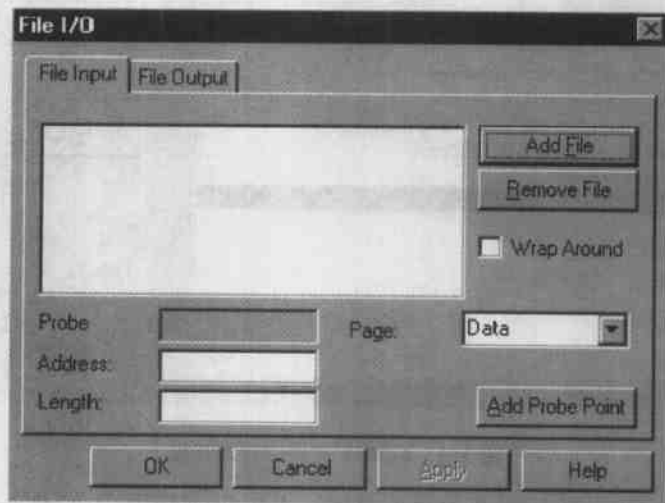 File I/O
File Input File Output
Add File
Remove File
Wrap Around
Probe
Page: Data
Address:
Length:
Add Probe Point
OK Cancel Apply Help